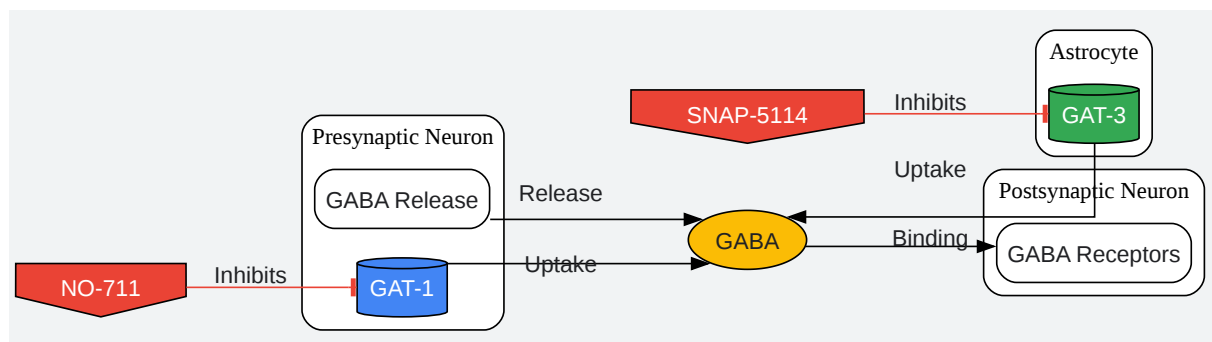 Astrocyte
SNAP-5114
Inhibits
GAT-3
Presynaptic Neuron
Uptake
GABA Release
Release
Postsynaptic Neuron
GABA
Binding
GABA Receptors
Uptake
NO-711
Inhibits
GAT-1